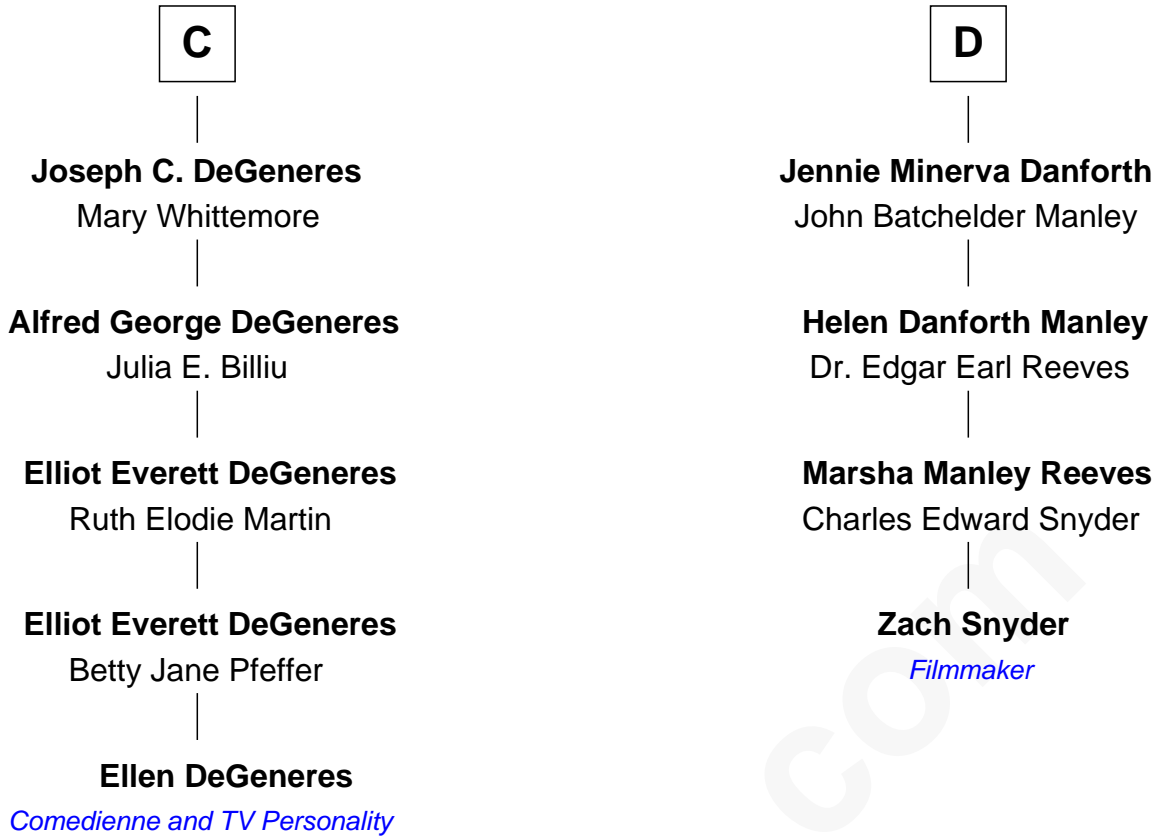 C
Joseph C. DeGeneres
Mary Whittemore
Alfred George DeGeneres
Julia E. Billiu
Elliot Everett DeGeneres
Ruth Elodie Martin
Elliot Everett DeGeneres
Betty Jane Pfeffer
Ellen DeGeneres
Comedienne and TV Personality
D
Jennie Minerva Danforth
John Batchelder Manley
Helen Danforth Manley
Dr. Edgar Earl Reeves
Marsha Manley Reeves
Charles Edward Snyder
Zach Snyder
Filmmaker
com